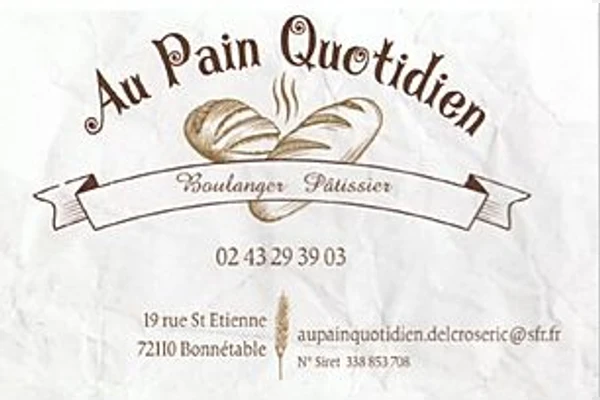 Au Pain Quotidien
Boulanger Pâtissier
02 43 29 39 03
19 rue St Etienne
72110 Bonnétable
aupainquotidien.delcroseric@sfr.fr
N° Siret 338 853 708